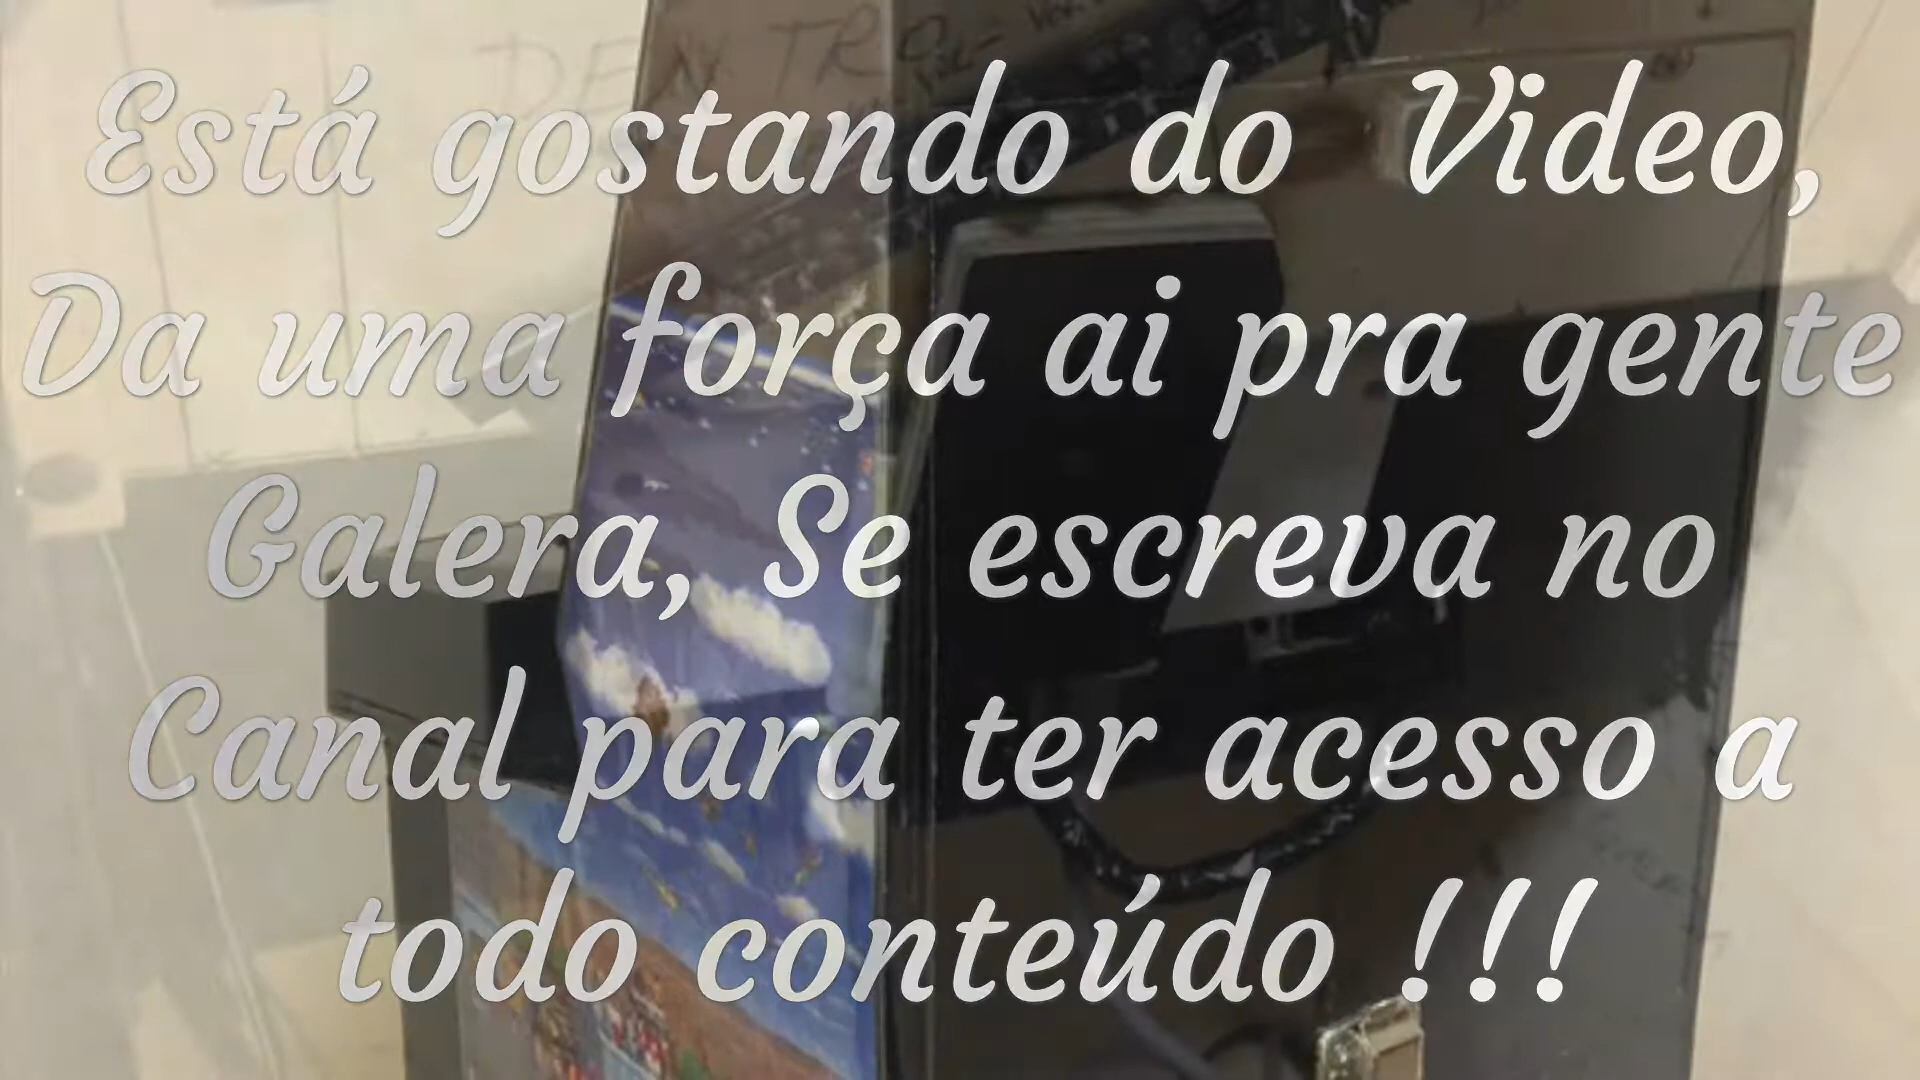 DENTRO
Está gostando do Video,
Da uma força ai pra gente
Galera, Se escreva no
Canal para ter acesso a
todo conteúdo !!!